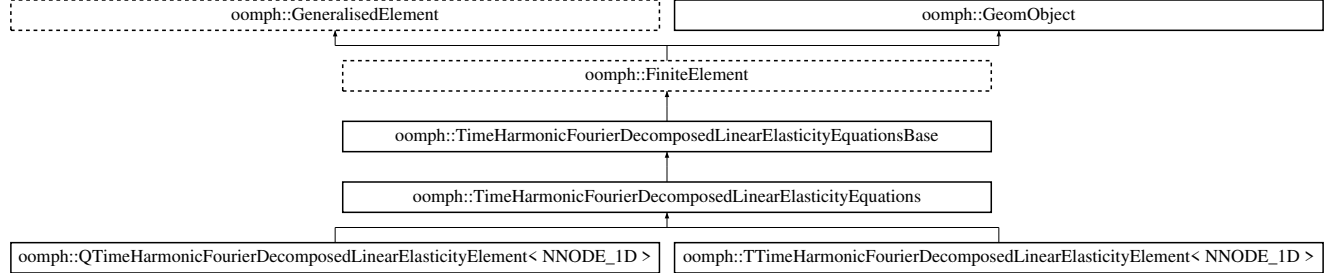 oomph::GeneralisedElement
oomph::GeomObject
oomph::FiniteElement
oomph::TimeHarmonicFourierDecomposedLinearElasticityEquationsBase
oomph::TimeHarmonicFourierDecomposedLinearElasticityEquations
oomph::QTimeHarmonicFourierDecomposedLinearElasticityElement< NNODE_1D >
oomph::TTimeHarmonicFourierDecomposedLinearElasticityElement< NNODE_1D >